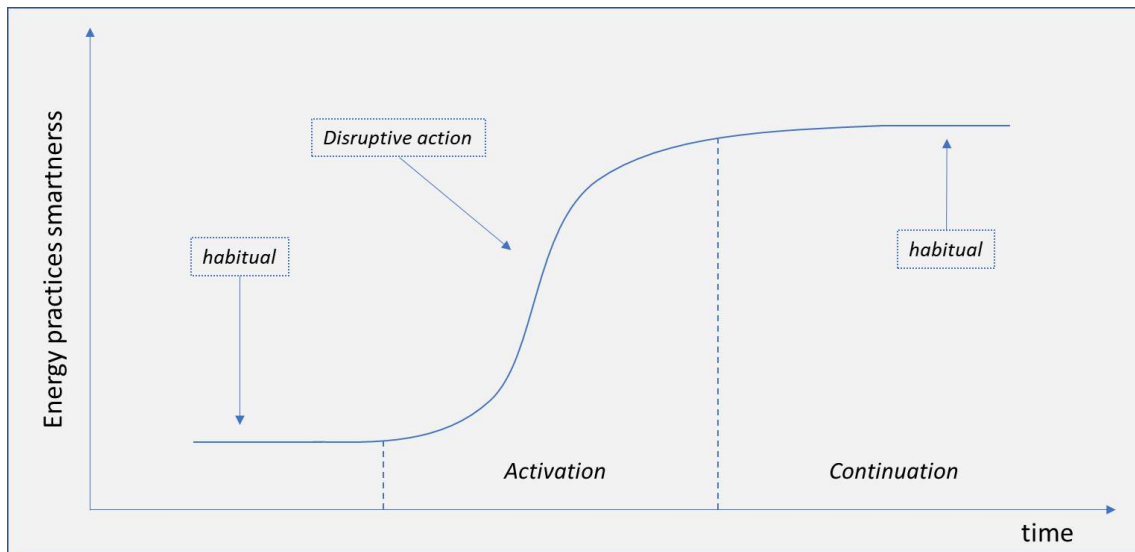 Energy practices smartnerss
Disruptive action
habitual
habitual
Activation
Continuation
time